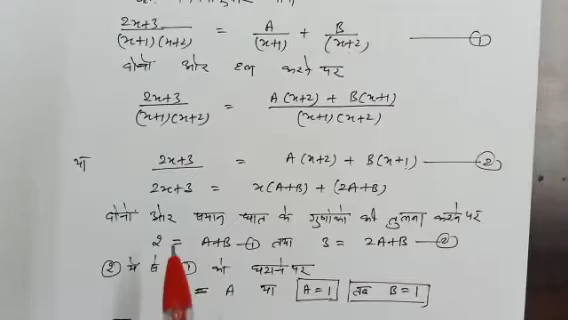 (2x+3)/((x+1)(x+2)) = A/(x+1) + B/(x+2) —— ①
दोनों ओर हल करने पर
(2x+3)/((x+1)(x+2)) = (A(x+2) + B(x+1))/((x+1)(x+2))
या 2x+3 = A(x+2) + B(x+1) —— ②
2x+3 = x(A+B) + (2A+B)
दोनों ओर समान घात के गुणांकों की तुलना करने पर
2 = A+B —① तथा 3 = 2A+B —②
② में से ① को घटाने पर
= A या A=1 तब B=1